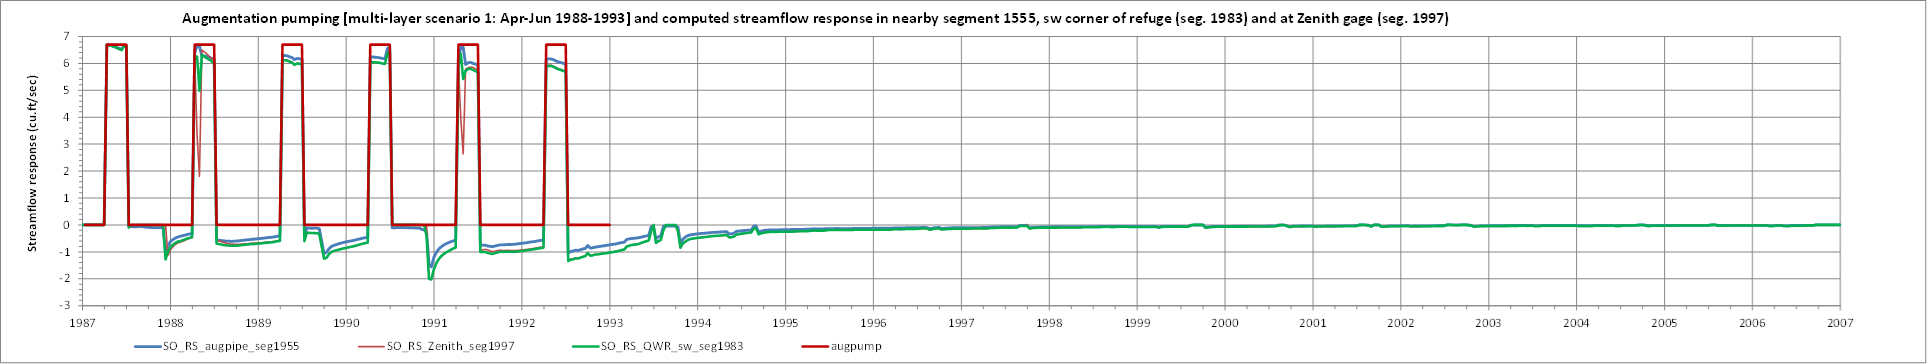 Augmentation pumping [multi-layer scenario 1: Apr-Jun 1988-1993] and computed streamflow response in nearby segment 1555, sw corner of refuge (seg. 1983) and at Zenith gage (seg. 1997)
Streamflow response (cu.ft/sec)
7
6
5
4
3
2
1
0
-1
-2
-3
1987 1988 1989 1990 1991 1992 1993 1994 1995 1996 1997 1998 1999 2000 2001 2002 2003 2004 2005 2006 2007
SO_RS_augpipe_seg1955 SO_RS_Zenith_seg1997 SO_RS_QWR_sw_seg1983 augpump